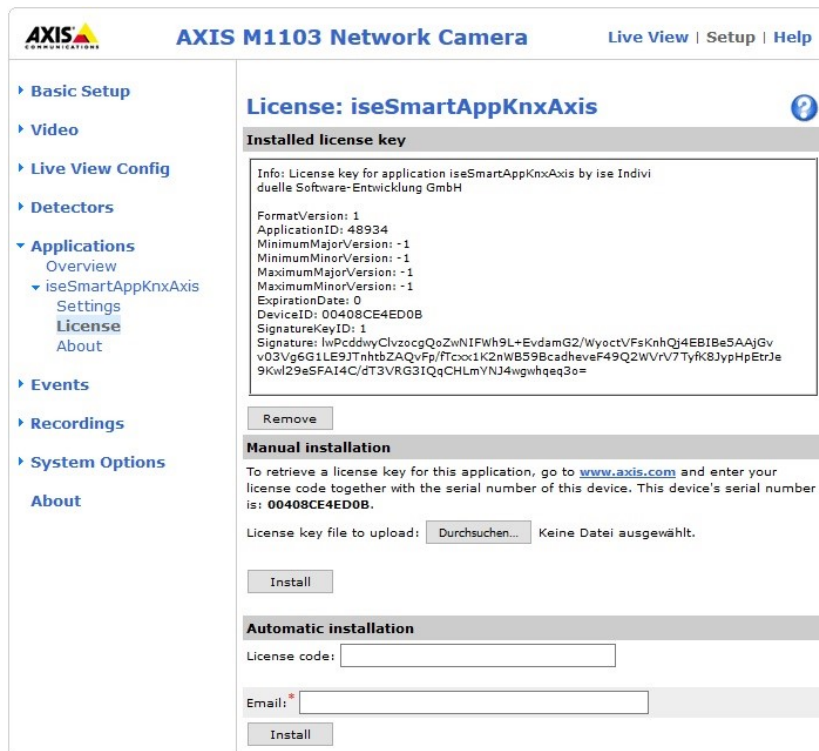 AXIS
COMMUNICATIONS
AXIS M1103 Network Camera
Live View | Setup | Help
Basic Setup
Video
Live View Config
Detectors
Applications
Overview
iseSmartAppKnxAxis
Settings
License
About
Events
Recordings
System Options
About
License: iseSmartAppKnxAxis
Installed license key
Info: License key for application iseSmartAppKnxAxis by ise Indivi
duelle Software-Entwicklung GmbH
FormatVersion: 1
ApplicationID: 48934
MinimumMajorVersion: -1
MinimumMinorVersion: -1
MaximumMajorVersion: -1
MaximumMinorVersion: -1
ExpirationDate: 0
DeviceID: 00408CE4ED0B
SignatureKeyID: 1
Signature: lwPcddwyClvzocgQoZwNIFWh9L+EvdamG2/WyoctVFsKnhQj4EBIBe5AAjGv
v03Vg6G1LE9JTnhtbZAQvFp/fTcxx1K2nWB59BcadheveF49Q2WVrV7TyfK8JypHpEtrJe
9Kwl29eSFAI4C/dT3VRG3IQqCHLmYNJ4wgwhqeq3o=
Remove
Manual installation
To retrieve a license key for this application, go to www.axis.com and enter your
license code together with the serial number of this device. This device's serial number
is: 00408CE4ED0B.
License key file to upload: Durchsuchen... Keine Datei ausgewählt.
Install
Automatic installation
License code:
Email:*
Install